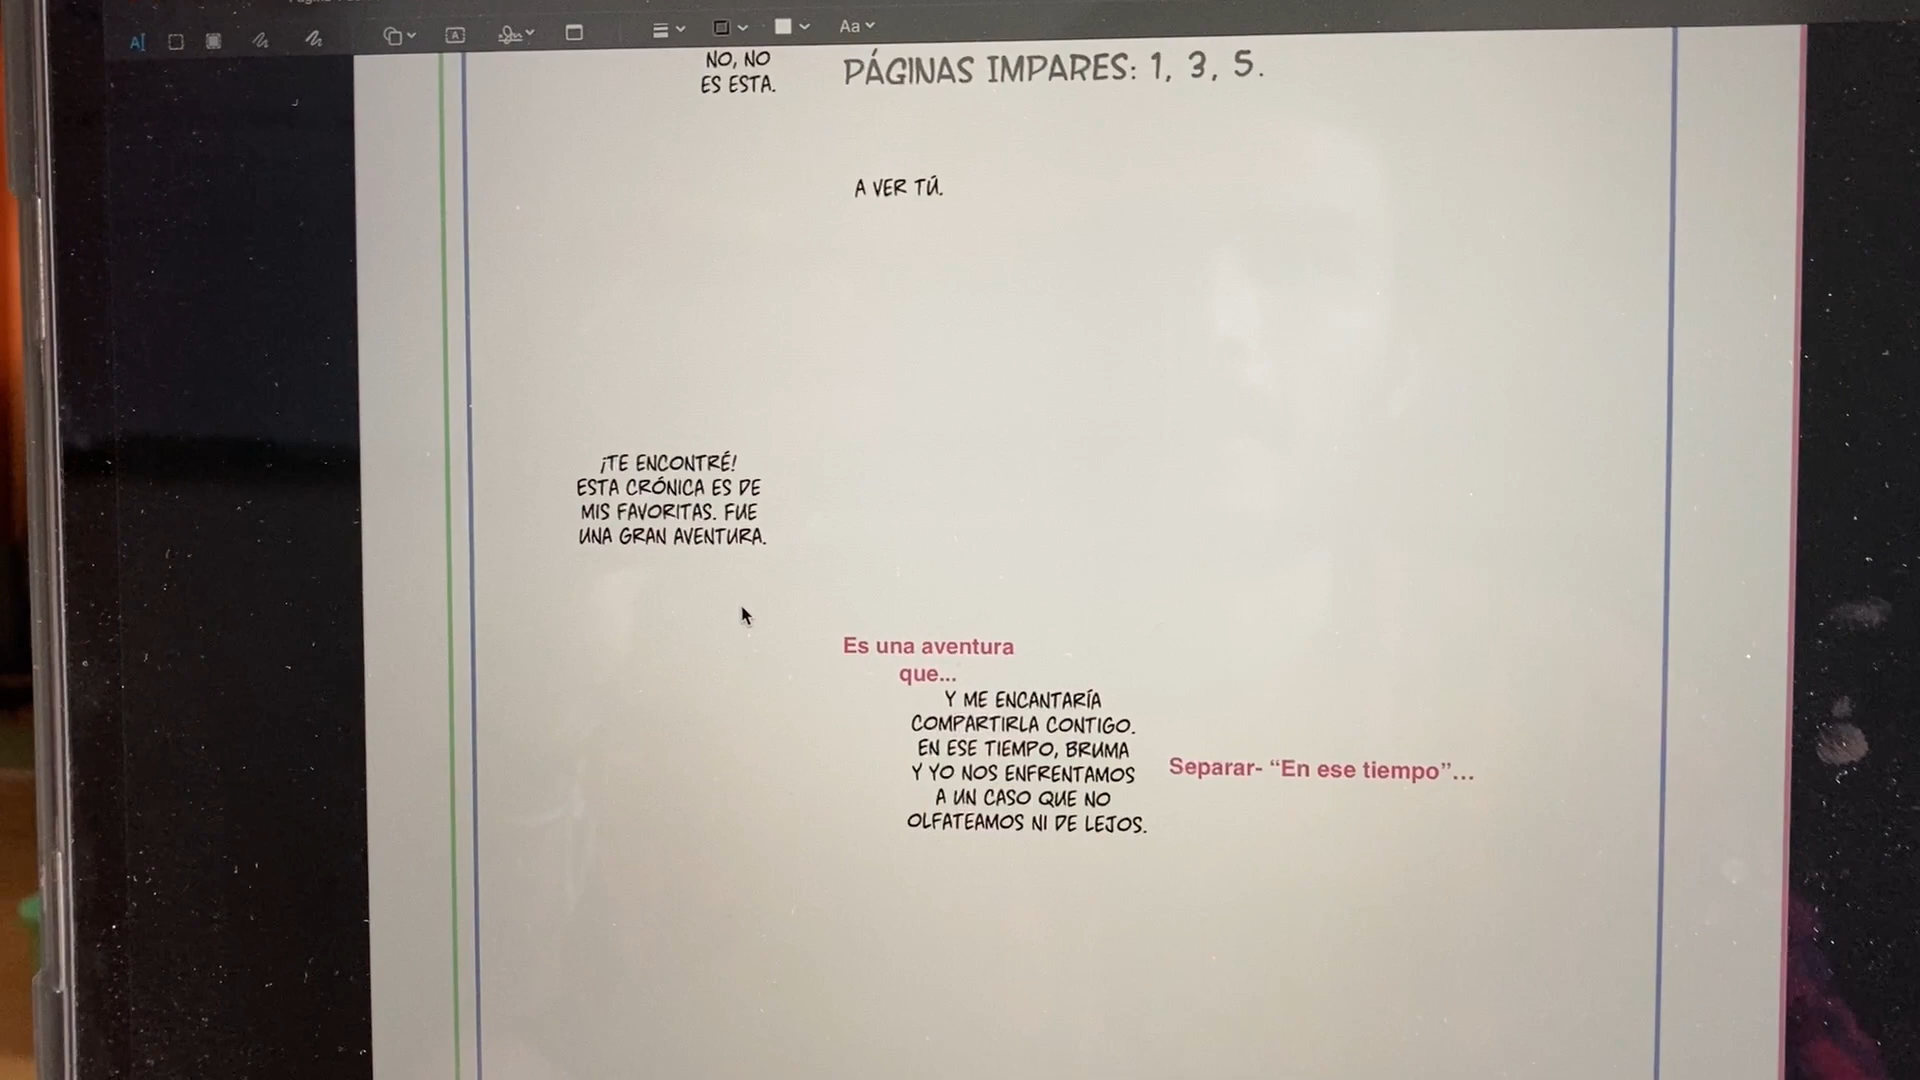 NO, NO
ES ESTA.
PÁGINAS IMPARES: 1, 3, 5.
A VER TÚ.
¡TE ENCONTRÉ!
ESTA CRÓNICA ES DE
MIS FAVORITAS. FUE
UNA GRAN AVENTURA.
Es una aventura
que...
Y ME ENCANTARÍA
COMPARTIRLA CONTIGO.
EN ESE TIEMPO, BRUMA
Y YO NOS ENFRENTAMOS
A UN CASO QUE NO
OLFATEAMOS NI DE LEJOS.
Separar- “En ese tiempo”...